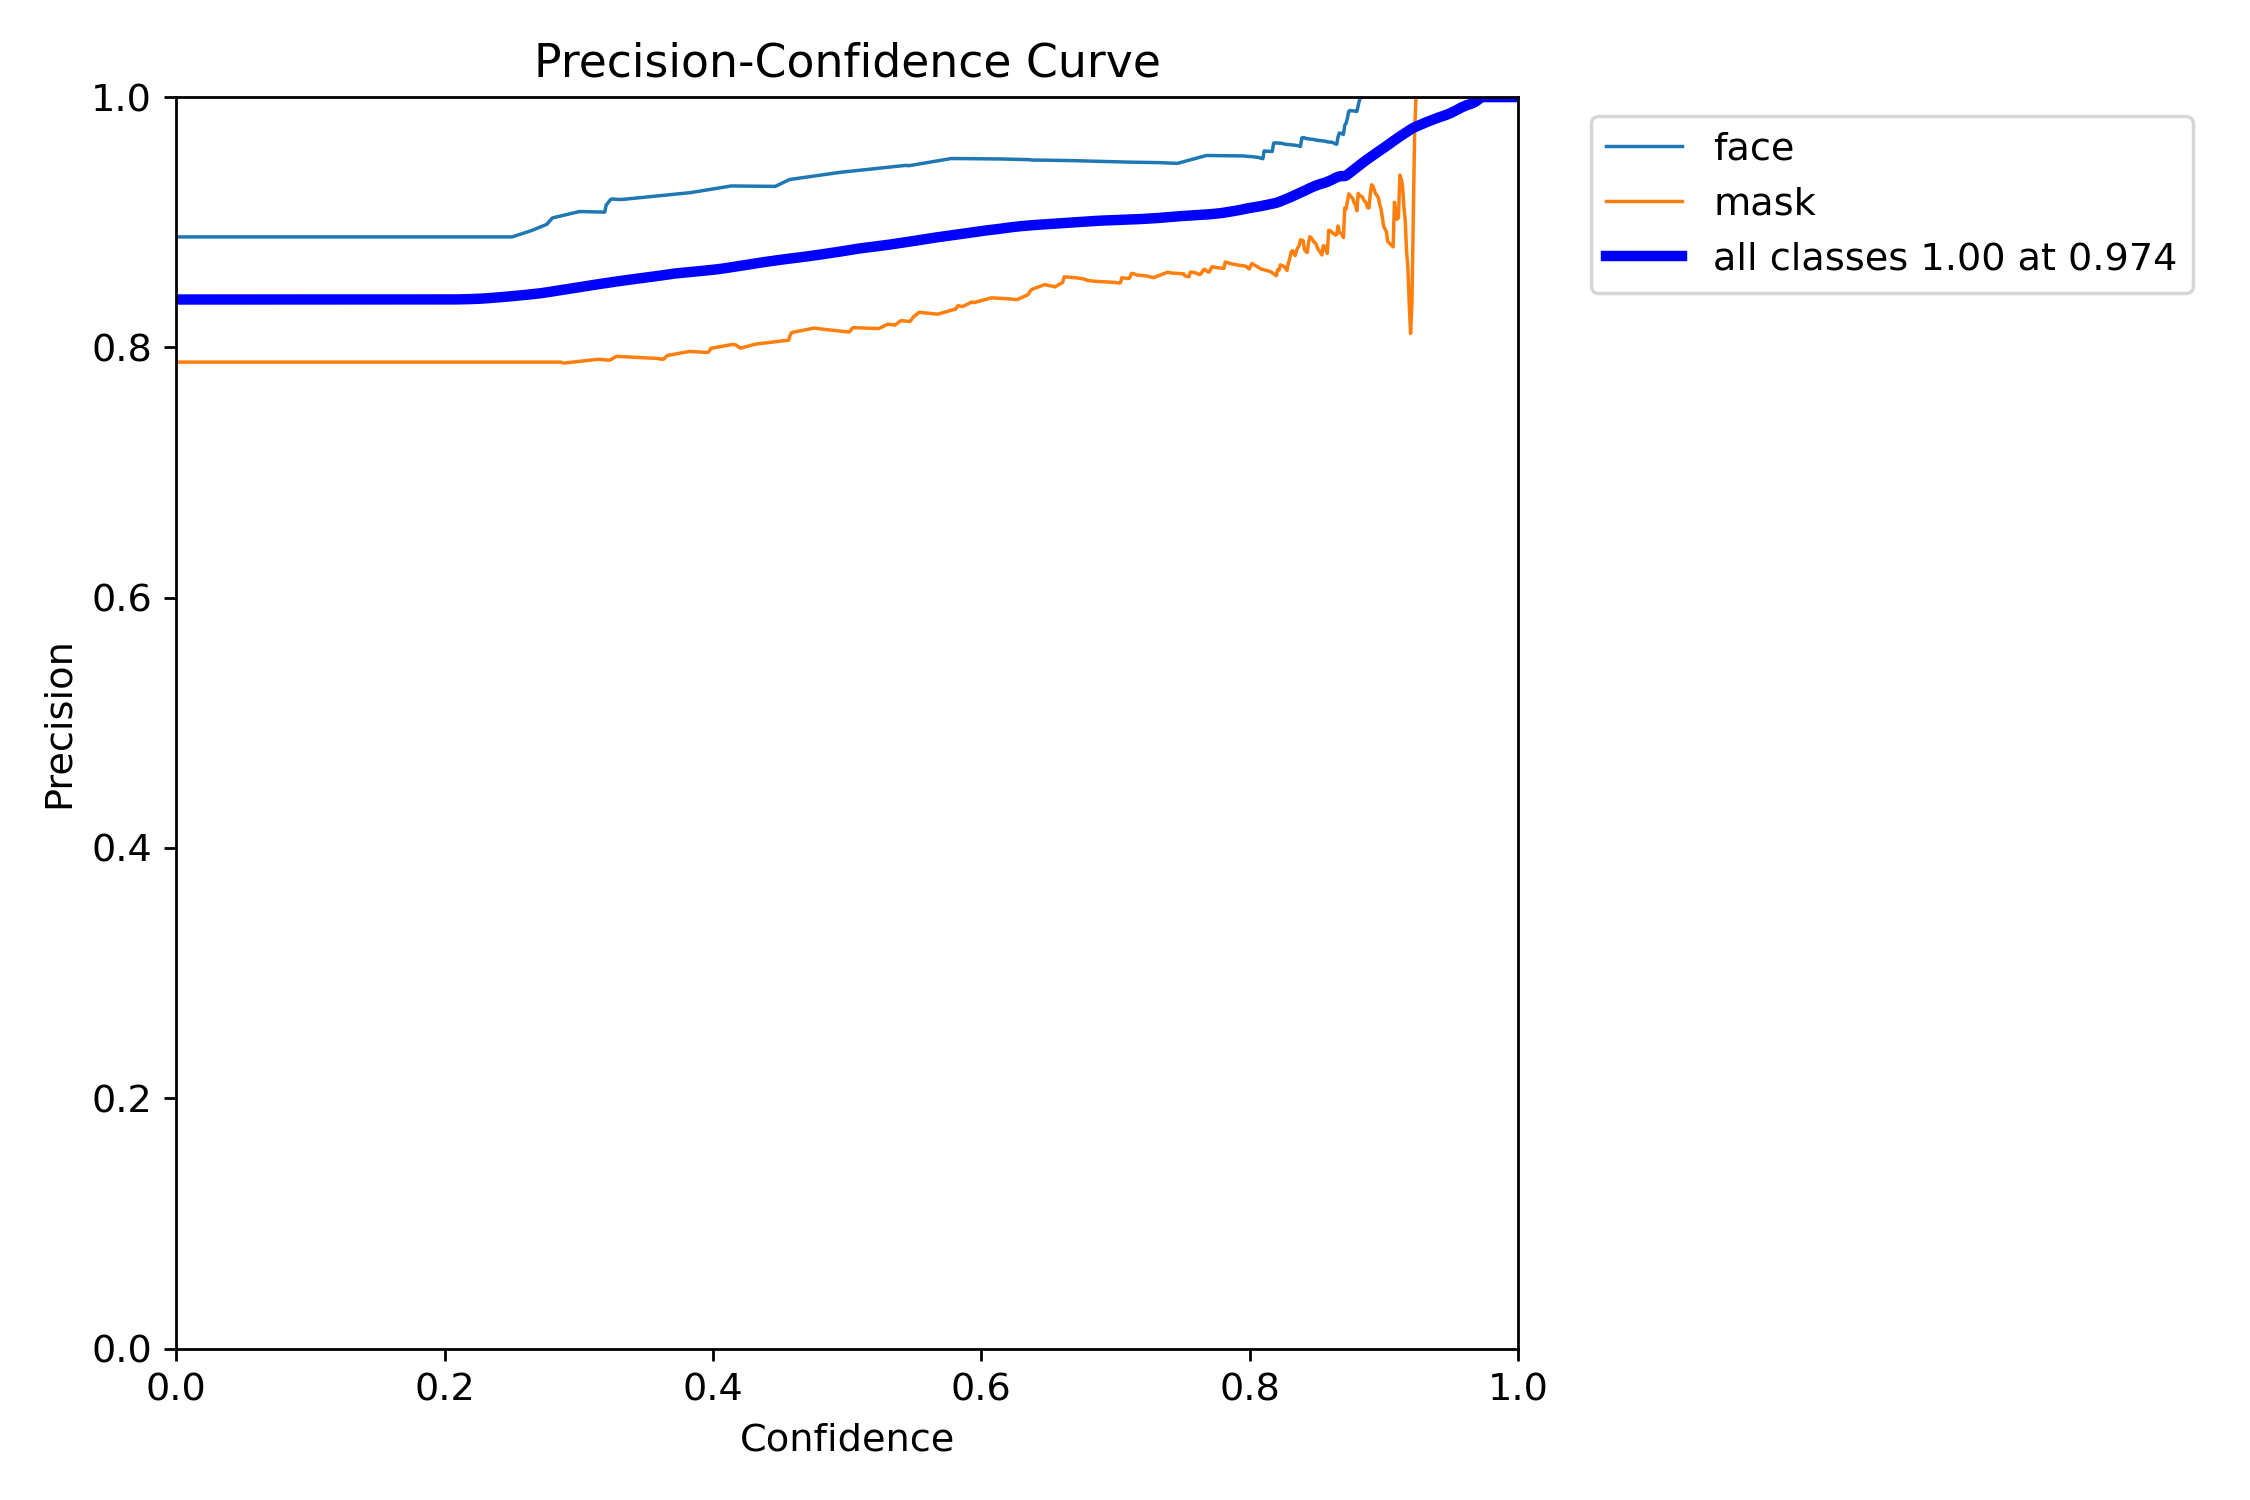 Precision-Confidence Curve
1.0
0.8
0.6
0.4
0.2
0.0
Precision
0.0 0.2 0.4 0.6 0.8 1.0
Confidence
face
mask
all classes 1.00 at 0.974